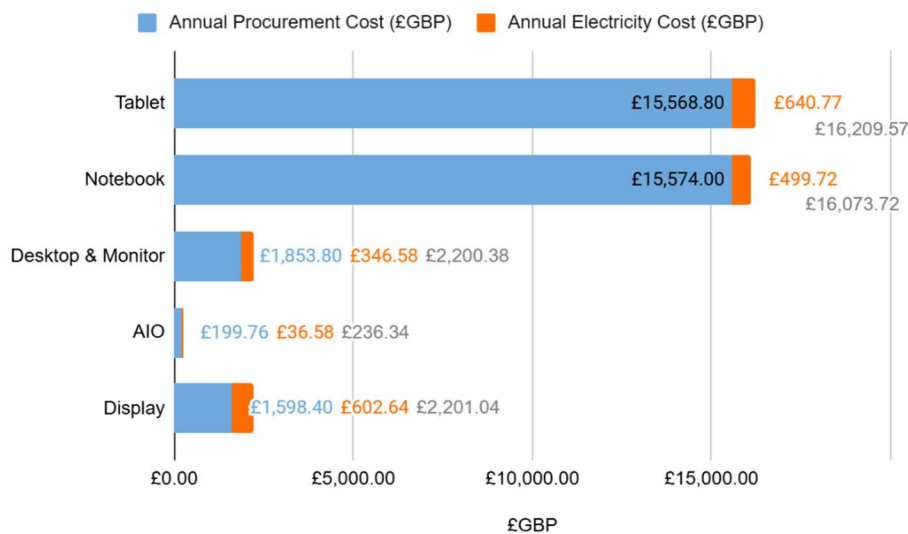 Annual Procurement Cost (£GBP) Annual Electricity Cost (£GBP)
Tablet £15,568.80 £640.77
£16,209.57
Notebook £15,574.00 £499.72
£16,073.72
Desktop & Monitor £1,853.80 £346.58 £2,200.38
AIO £199.76 £36.58 £236.34
Display £1,598.40 £602.64 £2,201.04
£0.00 £5,000.00 £10,000.00 £15,000.00
£GBP